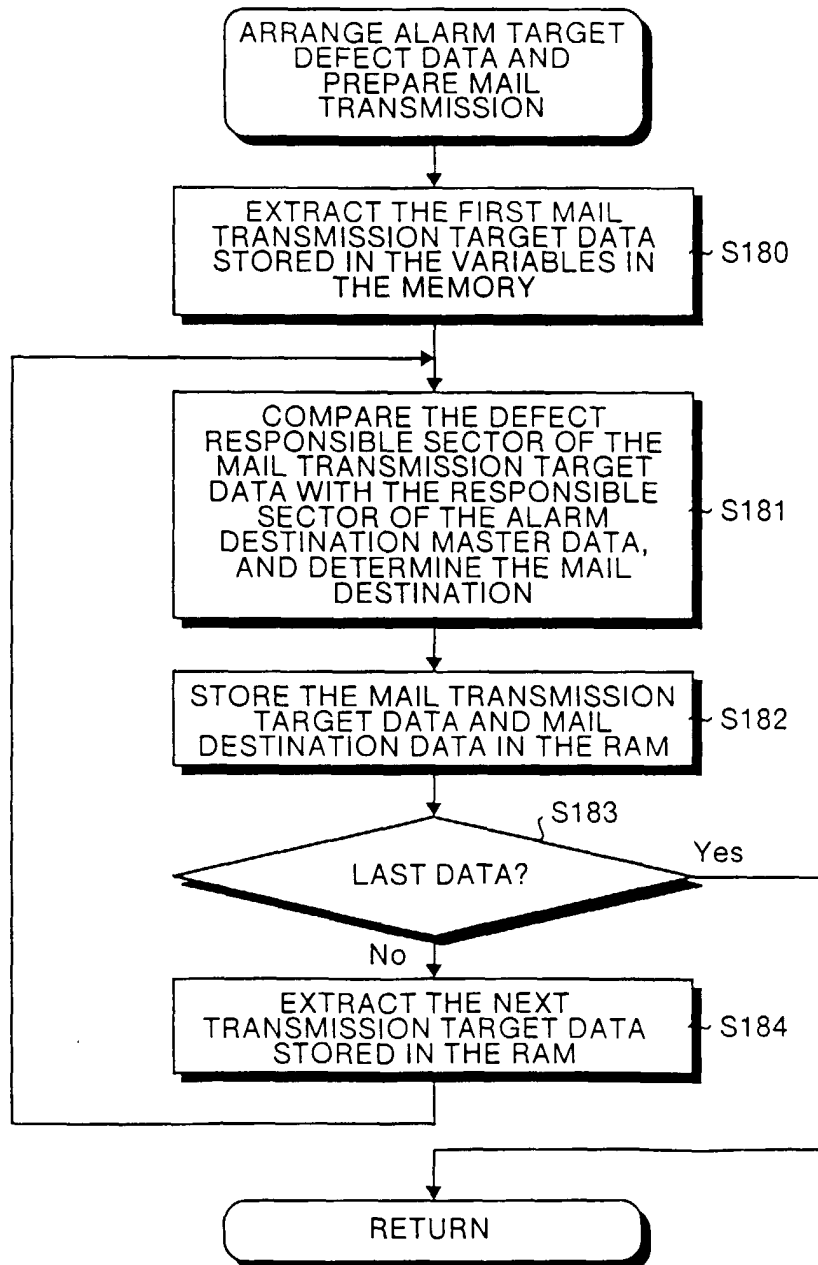 ARRANGE ALARM TARGET
DEFECT DATA AND
PREPARE MAIL
TRANSMISSION
EXTRACT THE FIRST MAIL
TRANSMISSION TARGET DATA
STORED IN THE VARIABLES IN
THE MEMORY
S180
COMPARE THE DEFECT
RESPONSIBLE SECTOR OF THE
MAIL TRANSMISSION TARGET
DATA WITH THE RESPONSIBLE
SECTOR OF THE ALARM
DESTINATION MASTER DATA,
AND DETERMINE THE MAIL
DESTINATION
S181
STORE THE MAIL TRANSMISSION
TARGET DATA AND MAIL
DESTINATION DATA IN THE RAM
S182
S183
LAST DATA?
Yes
No
EXTRACT THE NEXT
TRANSMISSION TARGET DATA
STORED IN THE RAM
S184
RETURN